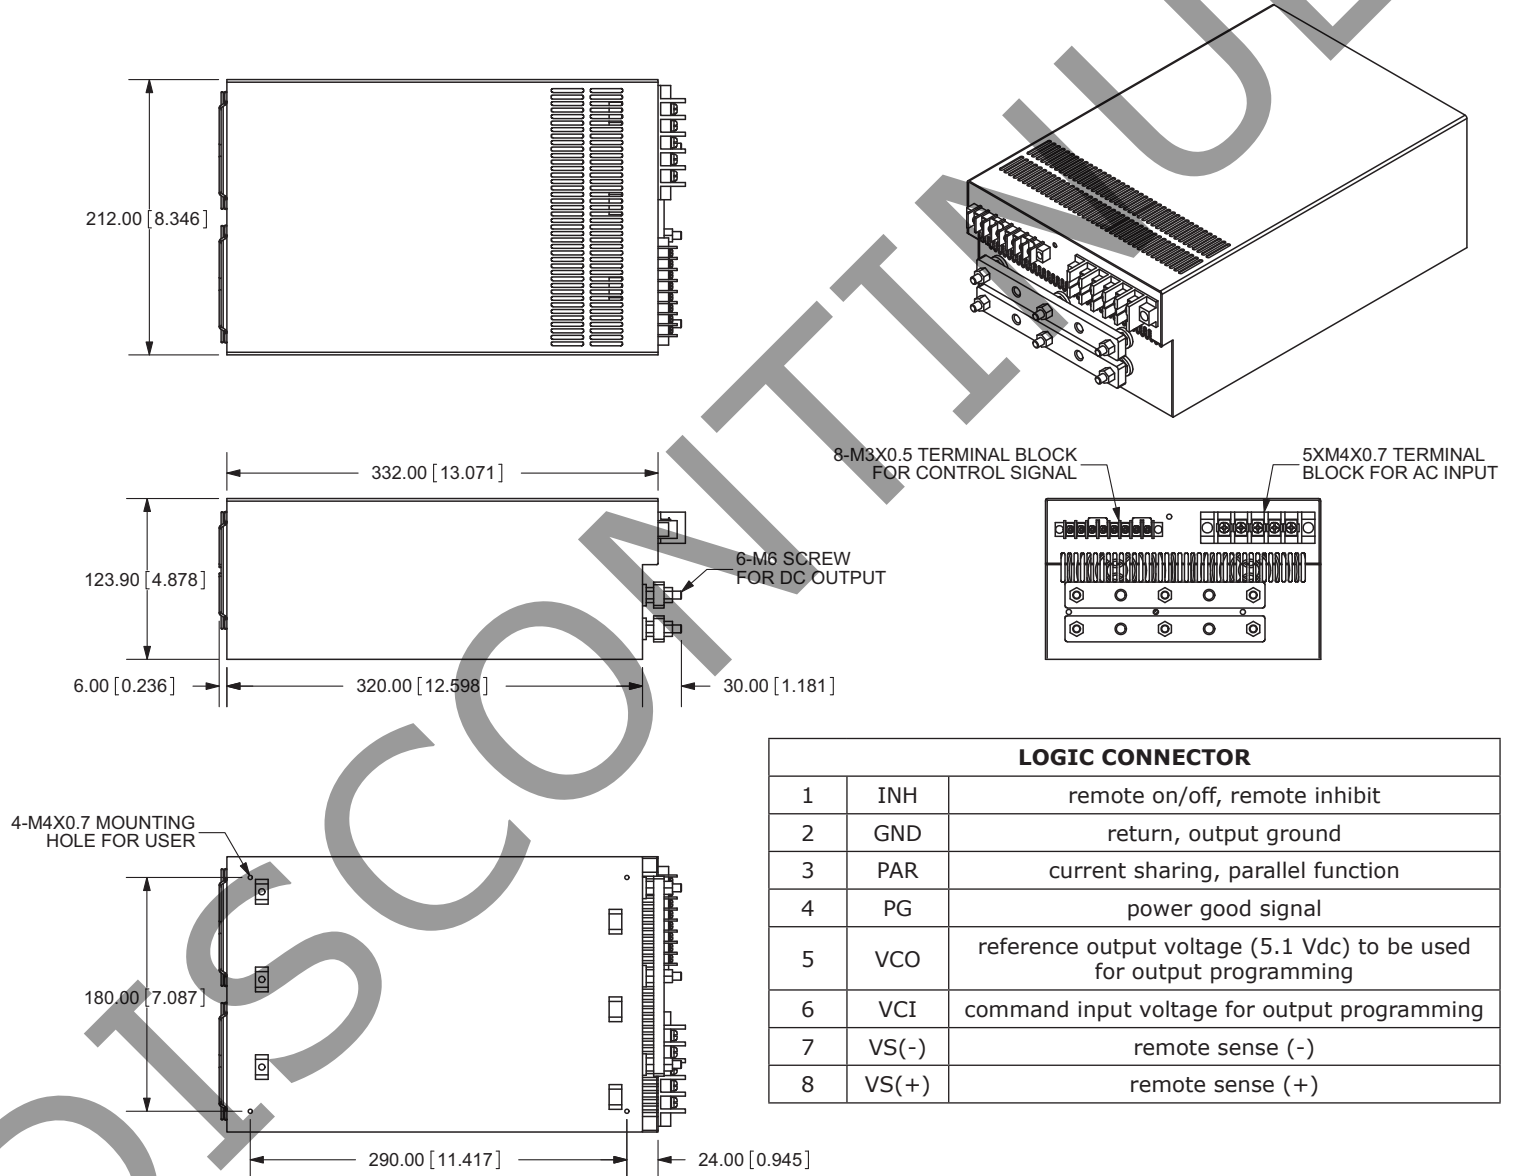 212.00 [8.346]
332.00 [13.071]
8-M3X0.5 TERMINAL BLOCK
FOR CONTROL SIGNAL
5XM4X0.7 TERMINAL
BLOCK FOR AC INPUT
123.90 [4.878]
6-M6 SCREW
FOR DC OUTPUT
6.00 [0.236]
320.00 [12.598]
30.00 [1.181]
4-M4X0.7 MOUNTING
HOLE FOR USER
180.00 [7.087]
290.00 [11.417]
24.00 [0.945]
LOGIC CONNECTOR
1 INH remote on/off, remote inhibit
2 GND return, output ground
3 PAR current sharing, parallel function
4 PG power good signal
5 VCO reference output voltage (5.1 Vdc) to be used
for output programming
6 VCI command input voltage for output programming
7 VS(-) remote sense (-)
8 VS(+) remote sense (+)
DISCONTINUE